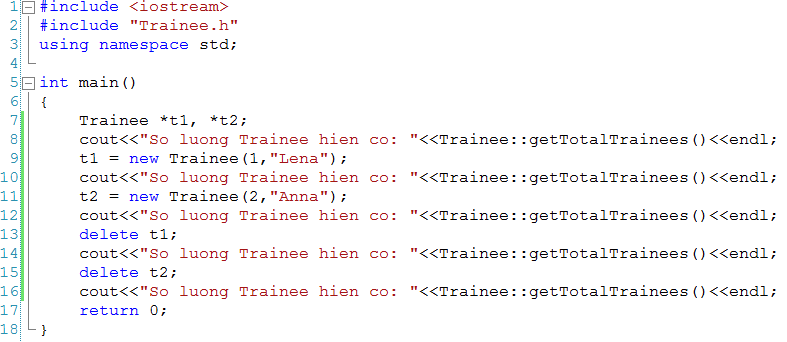 1 #include <iostream>
2 #include "Trainee.h"
3 using namespace std;
4
5 int main()
6 {
7     Trainee *t1, *t2;
8     cout<<"So luong Trainee hien co: "<<Trainee::getTotalTrainees()<<endl;
9     t1 = new Trainee(1,"Lena");
10     cout<<"So luong Trainee hien co: "<<Trainee::getTotalTrainees()<<endl;
11     t2 = new Trainee(2,"Anna");
12     cout<<"So luong Trainee hien co: "<<Trainee::getTotalTrainees()<<endl;
13     delete t1;
14     cout<<"So luong Trainee hien co: "<<Trainee::getTotalTrainees()<<endl;
15     delete t2;
16     cout<<"So luong Trainee hien co: "<<Trainee::getTotalTrainees()<<endl;
17     return 0;
18 }